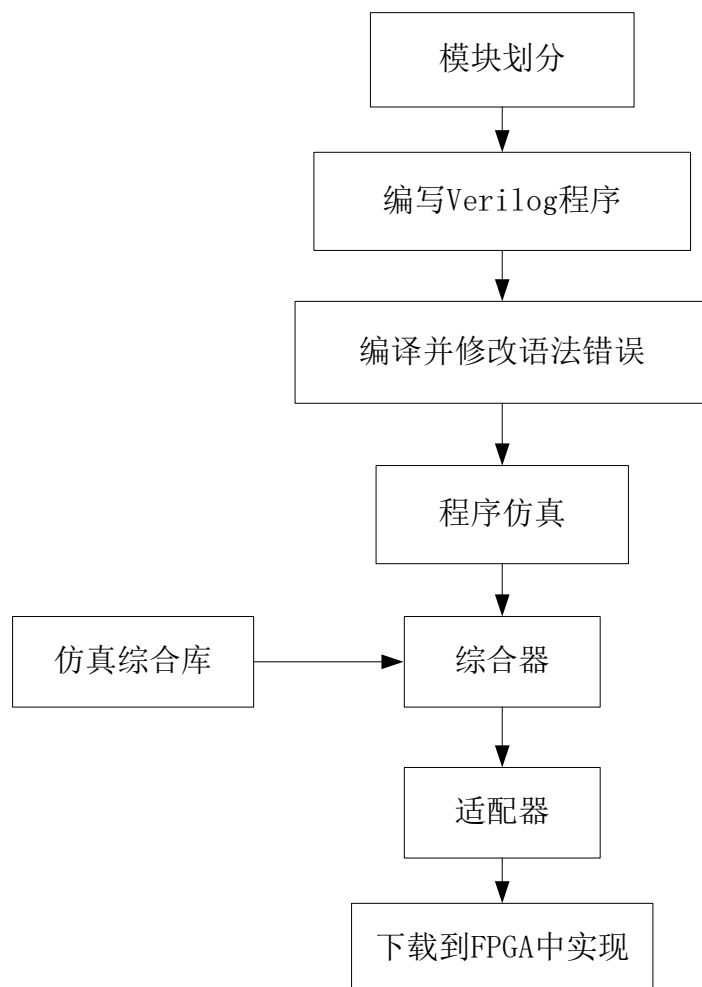 模块划分
编写Verilog程序
编译并修改语法错误
程序仿真
仿真综合库
综合器
适配器
下载到FPGA中实现